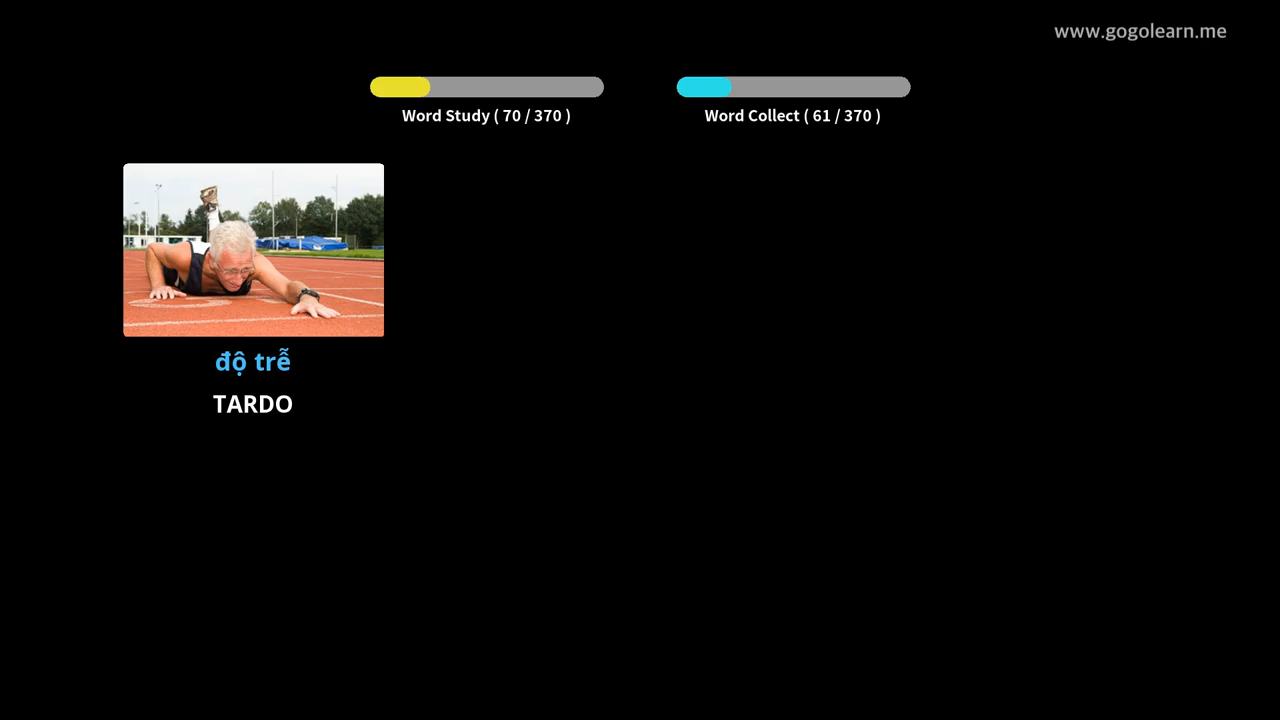 www.gogolearn.me
Word Study ( 70 / 370 )
Word Collect ( 61 / 370 )
độ trễ
TARDO